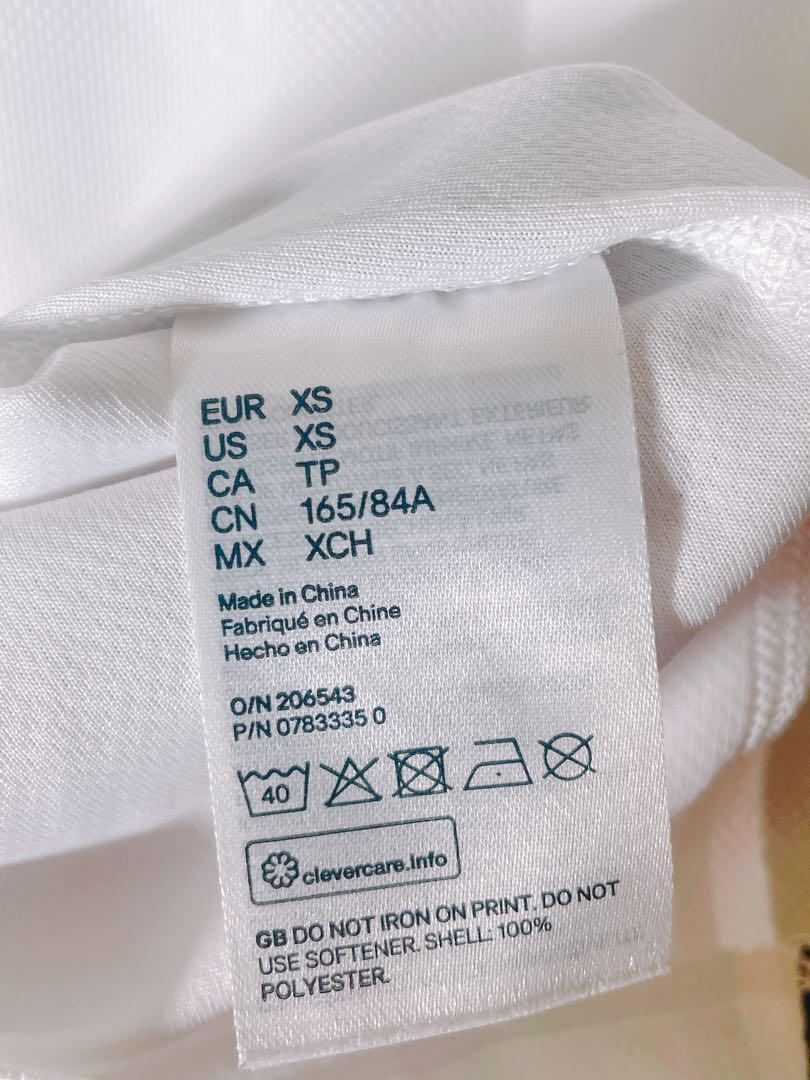 EUR XS
US XS
CA TP
CN 165/84A
MX XCH
Made in China
Fabriqué en Chine
Hecho en China
O/N 206543
P/N 0783335 0
40
clevercare.info
GB DO NOT IRON ON PRINT. DO NOT
USE SOFTENER. SHELL: 100%
POLYESTER.